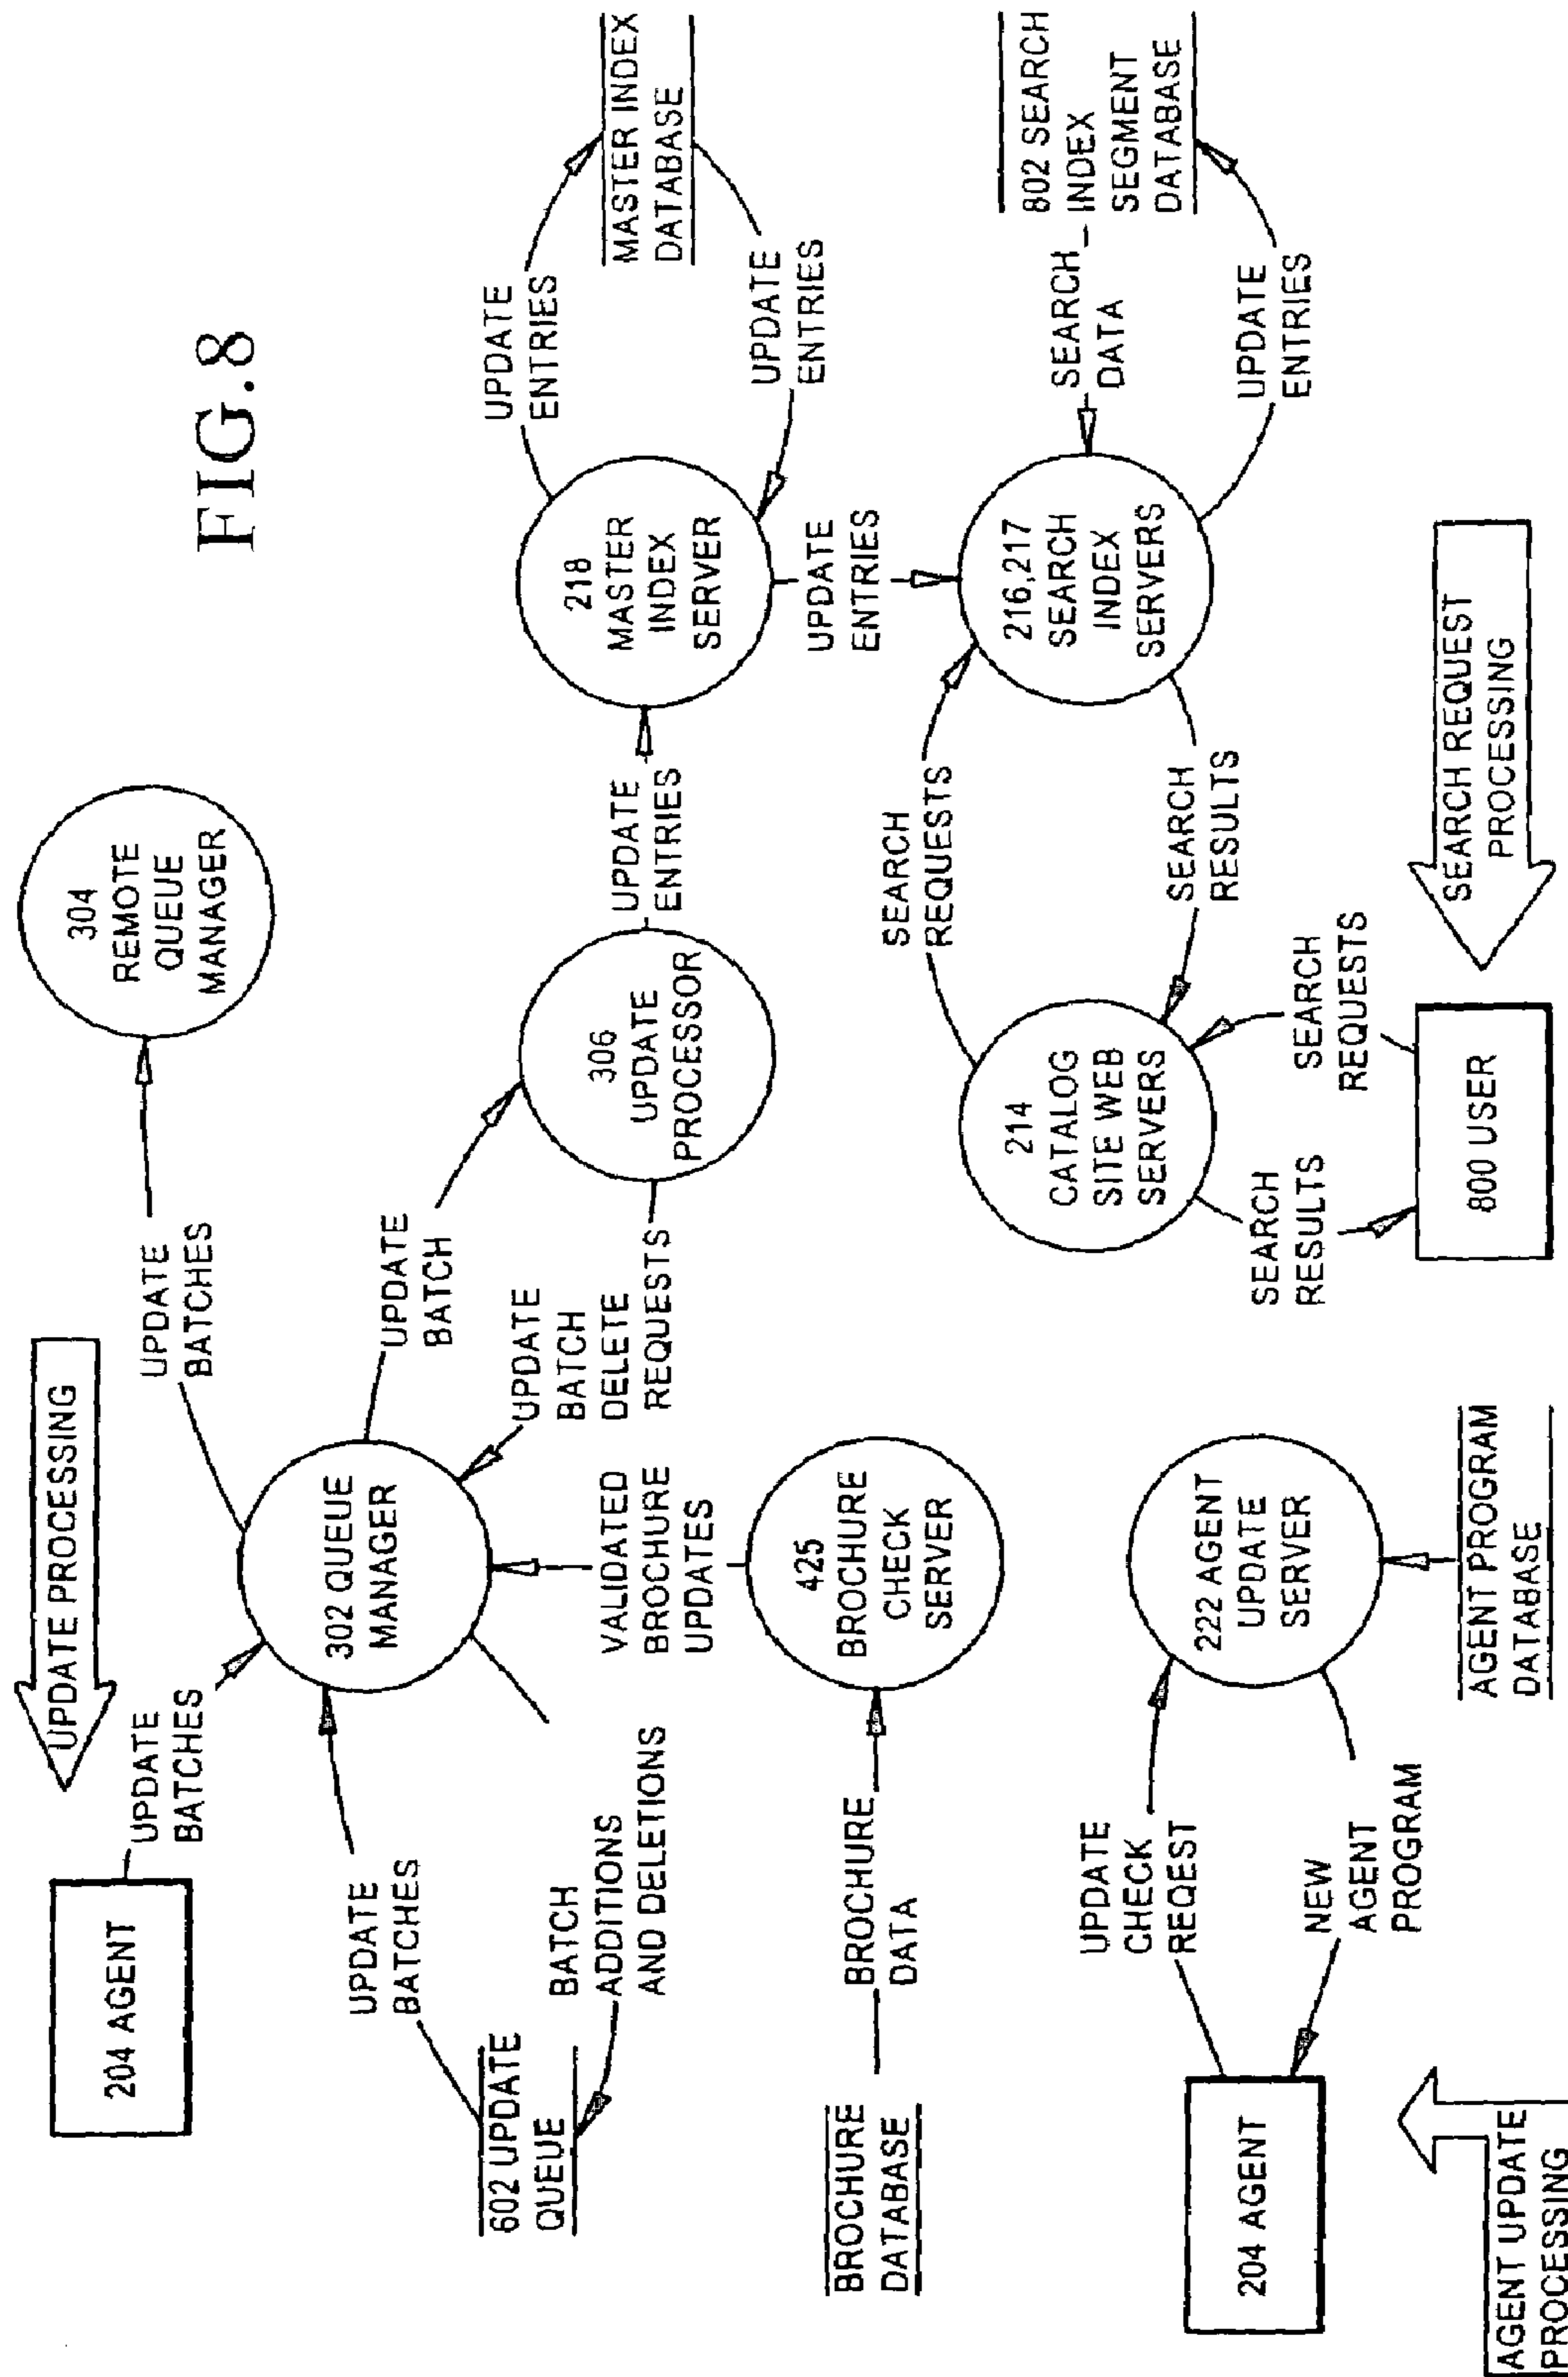 FIG.8
UPDATE PROCESSING
204 AGENT
UPDATE
BATCHES
302 QUEUE
MANAGER
UPDATE
BATCHES
304
REMOTE
QUEUE
MANAGER
UPDATE
BATCHES
602 UPDATE
QUEUE
BATCH
ADDITIONS
AND DELETIONS
UPDATE
BATCH
UPDATE
BATCH
DELETE
REQUESTS
306
UPDATE
PROCESSOR
UPDATE
ENTRIES
218
MASTER
INDEX
SERVER
UPDATE
ENTRIES
MASTER INDEX
DATABASE
UPDATE
ENTRIES
VALIDATED
BROCHURE
UPDATES
425
BROCHURE
CHECK
SERVER
BROCHURE
DATA
BROCHURE
DATABASE
UPDATE
ENTRIES
216,217
SEARCH
INDEX
SERVERS
SEARCH
DATA
802 SEARCH
INDEX
SEGMENT
DATABASE
UPDATE
ENTRIES
SEARCH
REQUESTS
SEARCH
RESULTS
214
CATALOG
SITE WEB
SERVERS
SEARCH
RESULTS
SEARCH
REQUESTS
800 USER
SEARCH REQUEST
PROCESSING
204 AGENT
UPDATE
CHECK
REQEST
NEW
AGENT
PROGRAM
222 AGENT
UPDATE
SERVER
AGENT PROGRAM
DATABASE
AGENT UPDATE
PROCESSING